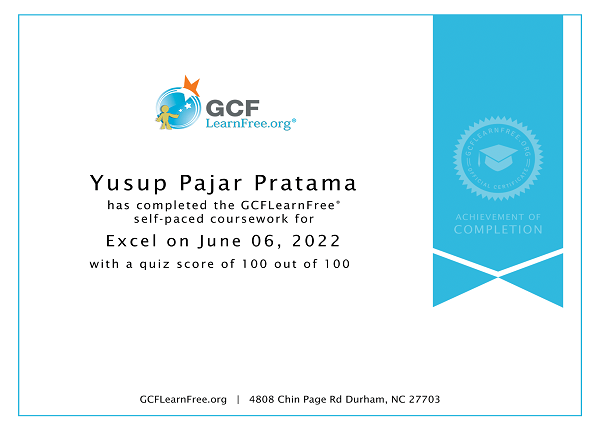 GCF
LearnFree.org®
Yusup Pajar Pratama
has completed the GCFLearnFree®
self-paced coursework for
Excel on June 06, 2022
with a quiz score of 100 out of 100
GCFLEARNFREE.ORG
OFFICIAL CERTIFICATE
ACHIEVEMENT OF
COMPLETION
GCFLearnFree.org | 4808 Chin Page Rd Durham, NC 27703